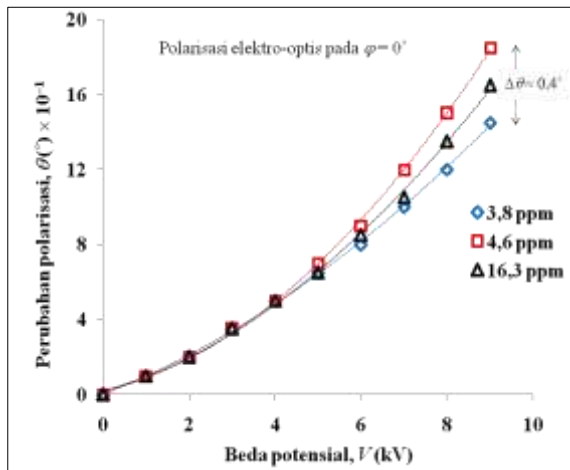 Polarisasi elektro-optis pada φ = 0°
Δθ = 0,4°
Perubahan polarisasi, θ(°) × 10⁻¹
20
16
12
8
4
0
3,8 ppm
4,6 ppm
16,3 ppm
0 2 4 6 8 10
Beda potensial, V (kV)